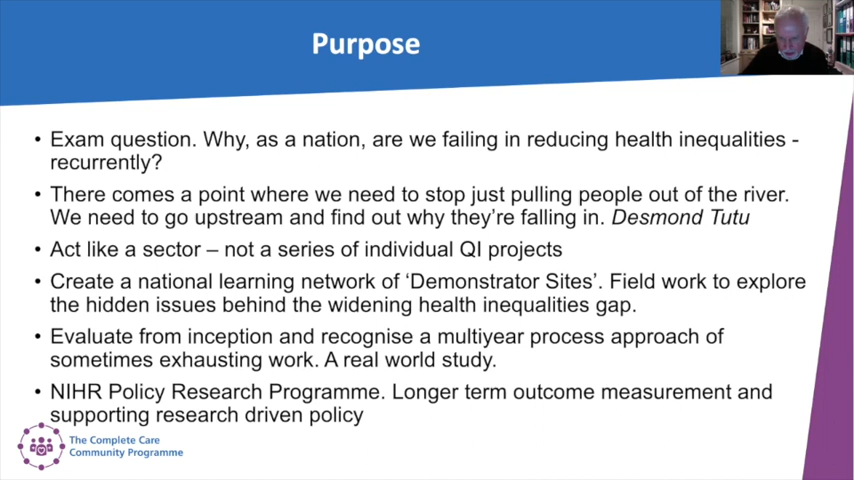 Purpose
• Exam question. Why, as a nation, are we failing in reducing health inequalities -
recurrently?
• There comes a point where we need to stop just pulling people out of the river.
We need to go upstream and find out why they're falling in. Desmond Tutu
• Act like a sector – not a series of individual QI projects
• Create a national learning network of ‘Demonstrator Sites’. Field work to explore
the hidden issues behind the widening health inequalities gap.
• Evaluate from inception and recognise a multiyear process approach of
sometimes exhausting work. A real world study.
• NIHR Policy Research Programme. Longer term outcome measurement and
supporting research driven policy
The Complete Care
Community Programme